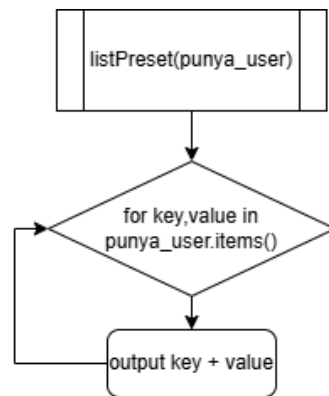 listPreset(punya_user)
for key,value in
punya_user.items()
output key + value